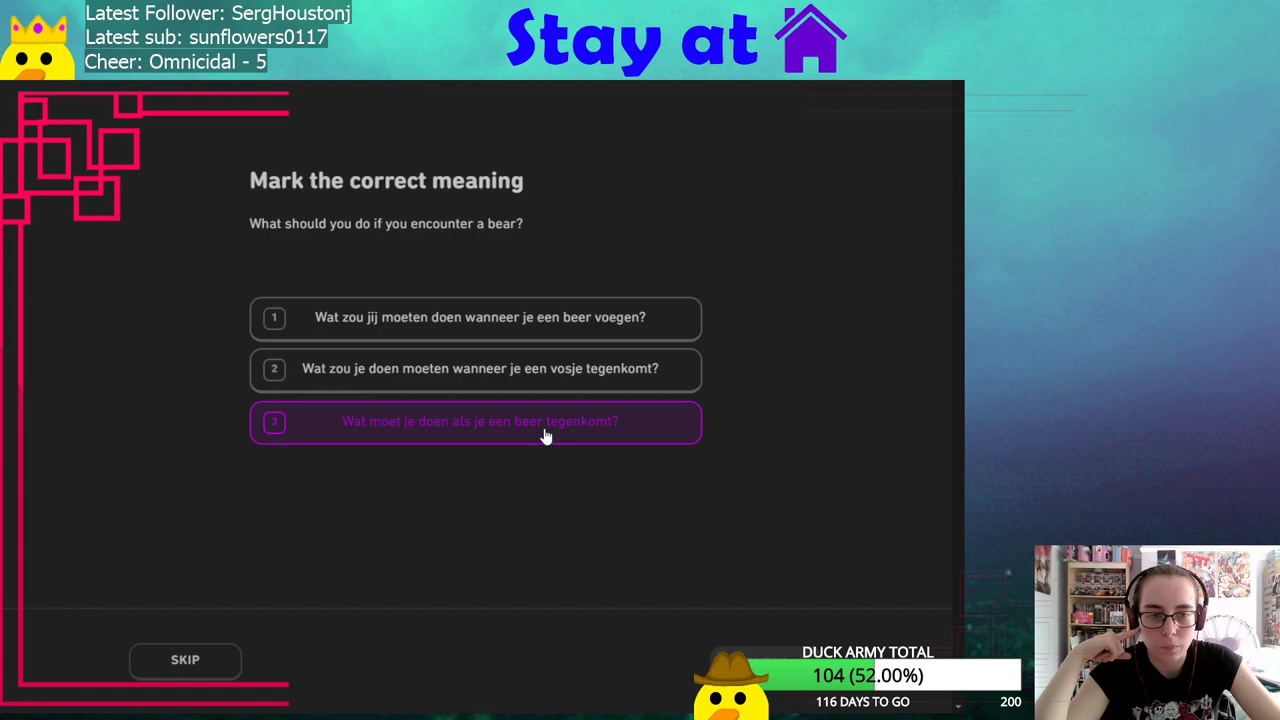 Latest Follower: SergHoustonj
Latest sub: sunflowers0117
Cheer: Omnicidal - 5
Stay at
Mark the correct meaning
What should you do if you encounter a bear?
1 Wat zou jij moeten doen wanneer je een beer voegen?
2 Wat zou je doen moeten wanneer je een vosje tegenkomt?
3 Wat moet je doen als je een beer tegenkomt?
SKIP
DUCK ARMY TOTAL
104 (52.00%)
116 DAYS TO GO
200